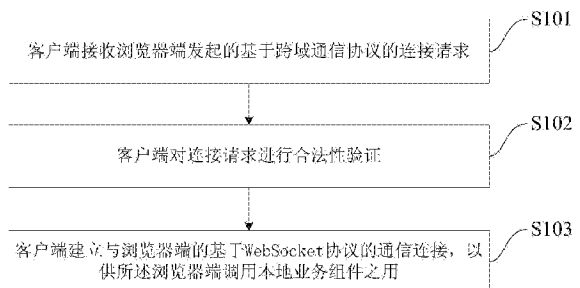 S101
客户端接收浏览器端发起的基于跨域通信协议的连接请求
S102
客户端对连接请求进行合法性验证
S103
客户端建立与浏览器端的基于WebSocket协议的通信连接，以
供所述浏览器端调用本地业务组件之用